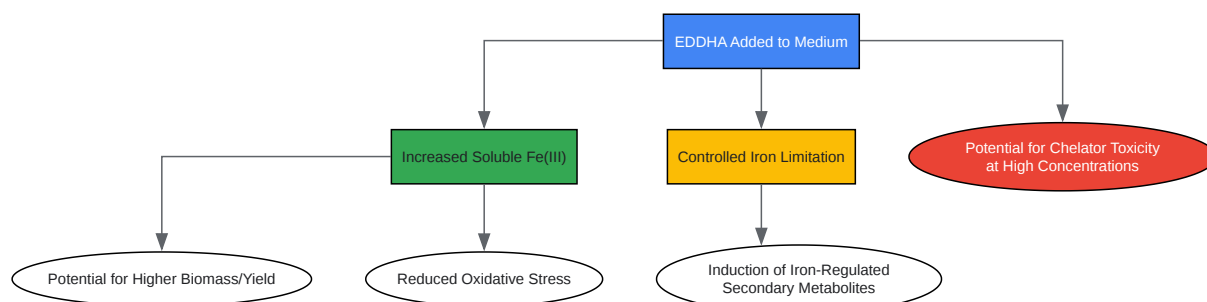 EDDHA Added to Medium
Increased Soluble Fe(III)
Controlled Iron Limitation
Potential for Chelator Toxicity
at High Concentrations
Potential for Higher Biomass/Yield
Reduced Oxidative Stress
Induction of Iron-Regulated
Secondary Metabolites